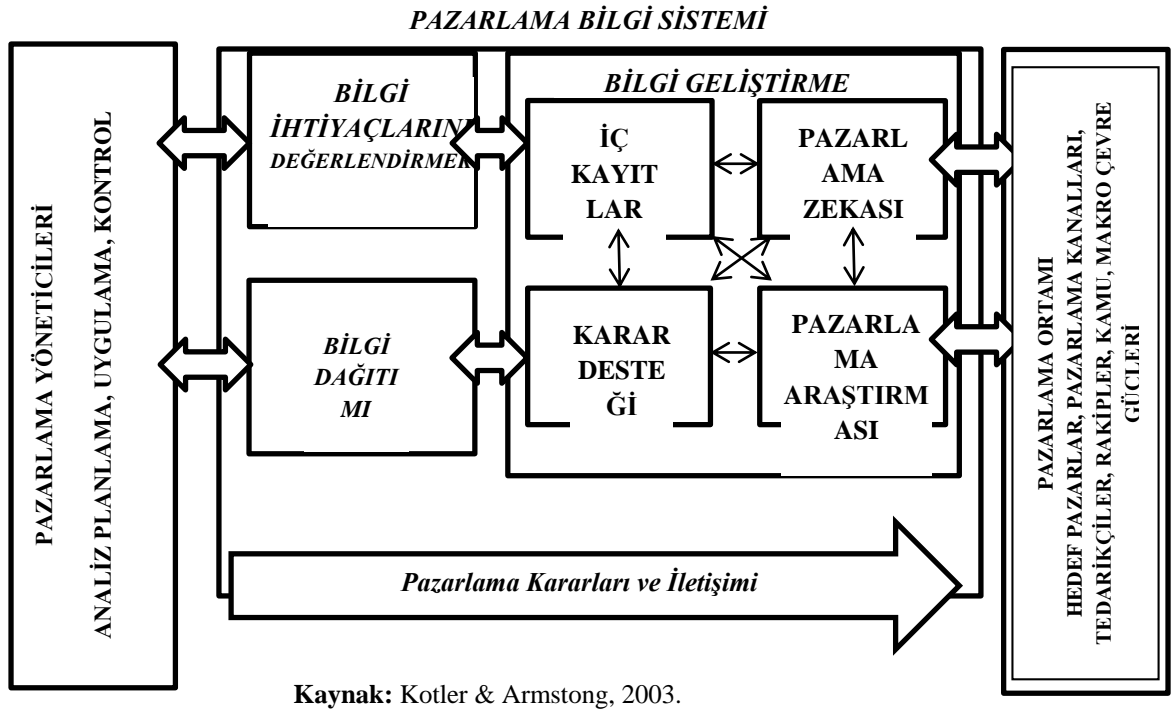 PAZARLAMA BİLGİ SİSTEMİ
PAZARLAMA YÖNETİCİLERİ
ANALİZ PLANLAMA, UYGULAMA, KONTROL
BİLGİ
İHTİYAÇLARINI
DEĞERLENDİRMEK
BİLGİ
DAĞITI
MI
BİLGİ GELİŞTİRME
İÇ
KAYIT
LAR
PAZARL
AMA
ZEKASI
KARAR
DESTE
Ğİ
PAZARLA
MA
ARAŞTIRM
ASI
Pazarlama Kararları ve İletişimi
PAZARLAMA ORTAMI
HEDEF PAZARLAR, PAZARLAMA KANALLARI,
TEDARİKÇİLER, RAKİPLER, KAMU, MAKRO ÇEVRE
GÜCLERİ
Kaynak: Kotler & Armstong, 2003.